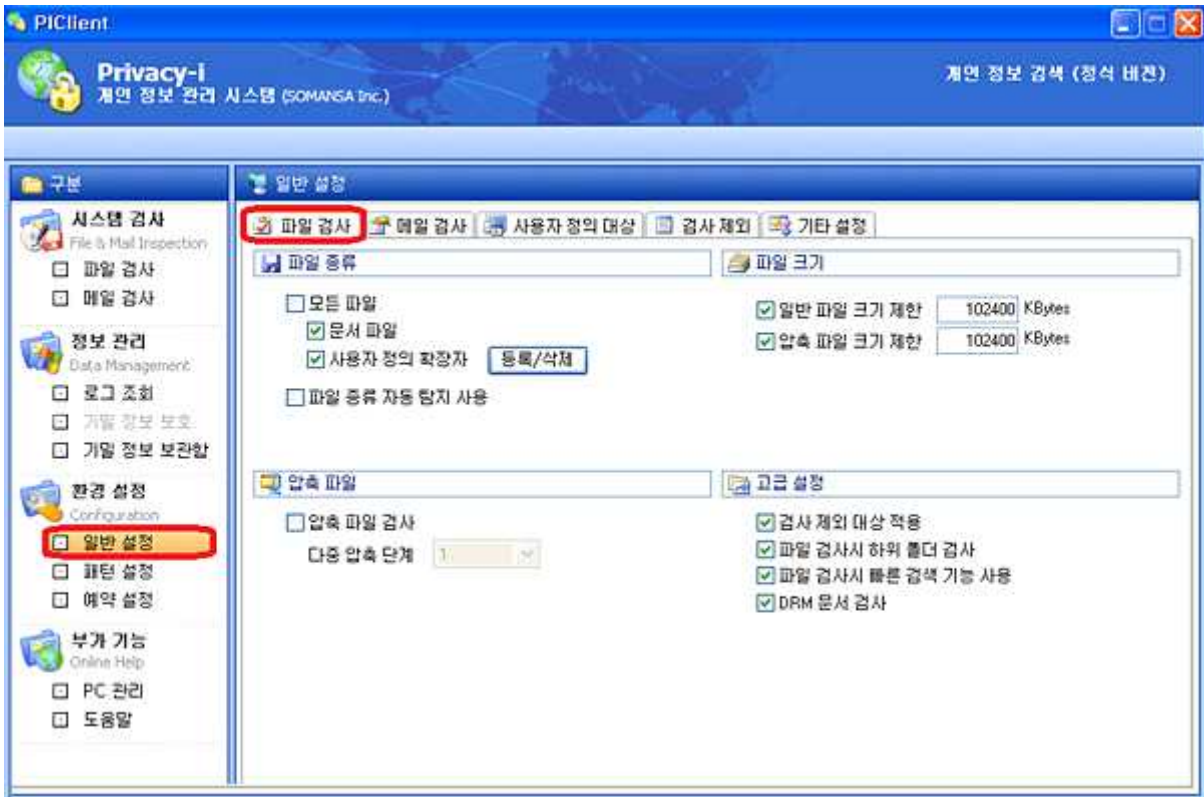 PIClient
Privacy-i
개인 정보 관리 시스템 (SOMANSA Inc.)
개인 정보 검색 (정식 버전)
구분
시스템 검사
File & Mail Inspection
파일 검사
메일 검사
정보 관리
Data Management
로그 조회
기밀 정보 보호
기밀 정보 보관함
환경 설정
Configuration
일반 설정
패턴 설정
예약 설정
부가 기능
Online Help
PC 관리
도움말
일반 설정
파일 검사 메일 검사 사용자 정의 대상 검사 제외 기타 설정
파일 종류
모든 파일
문서 파일
사용자 정의 확장자 등록/삭제
파일 종류 자동 탐지 사용
파일 크기
일반 파일 크기 제한 102400 KBytes
압축 파일 크기 제한 102400 KBytes
압축 파일
압축 파일 검사
다중 압축 단계 1
고급 설정
검사 제외 대상 적용
파일 검사시 하위 폴더 검사
파일 검사시 빠른 검색 기능 사용
DRM 문서 검사